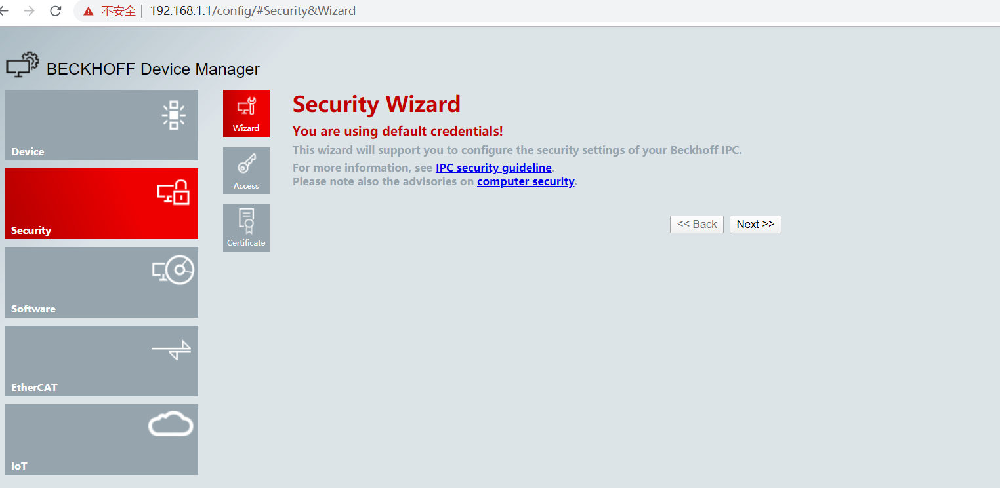 不安全 | 192.168.1.1/config/#Security&Wizard
BECKHOFF Device Manager
Device
Security
Software
EtherCAT
IoT
Wizard
Access
Certificate
Security Wizard
You are using default credentials!
This wizard will support you to configure the security settings of your Beckhoff IPC.
For more information, see IPC security guideline.
Please note also the advisories on computer security.
<< Back
Next >>